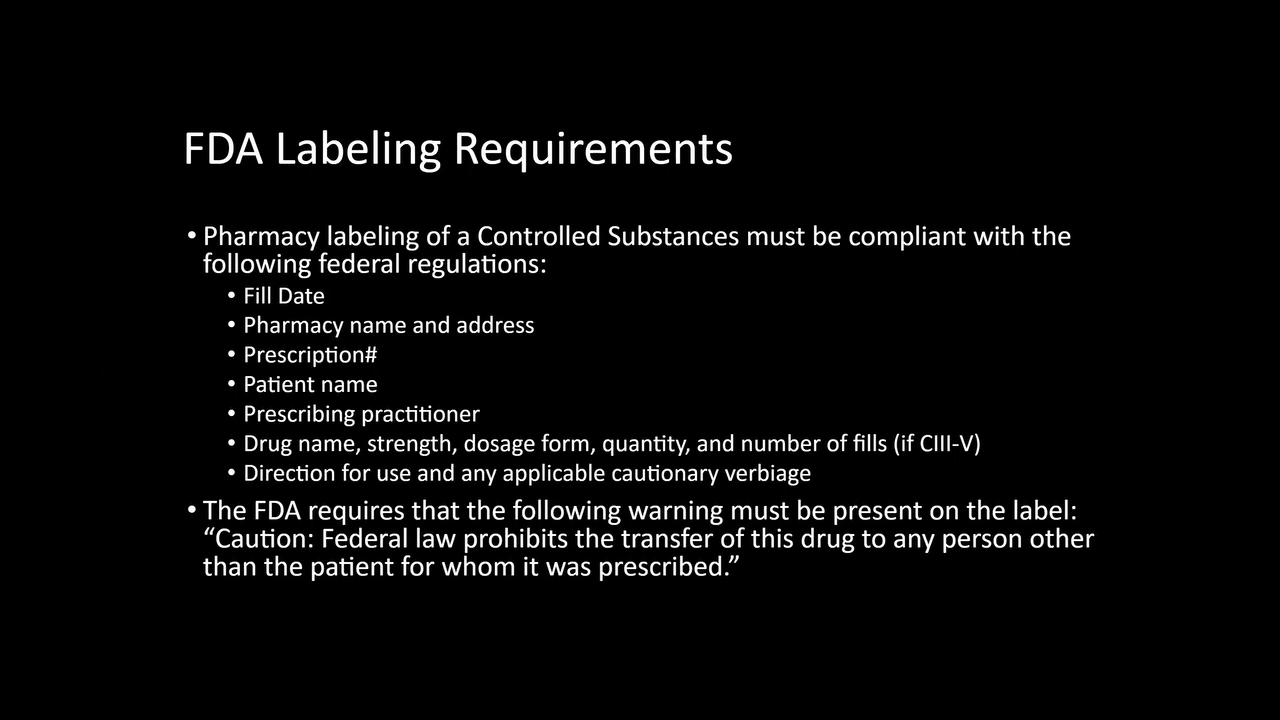 FDA Labeling Requirements
• Pharmacy labeling of a Controlled Substances must be compliant with the
following federal regulations:
• Fill Date
• Pharmacy name and address
• Prescription#
• Patient name
• Prescribing practitioner
• Drug name, strength, dosage form, quantity, and number of fills (if CIII-V)
• Direction for use and any applicable cautionary verbiage
• The FDA requires that the following warning must be present on the label:
“Caution: Federal law prohibits the transfer of this drug to any person other
than the patient for whom it was prescribed.”